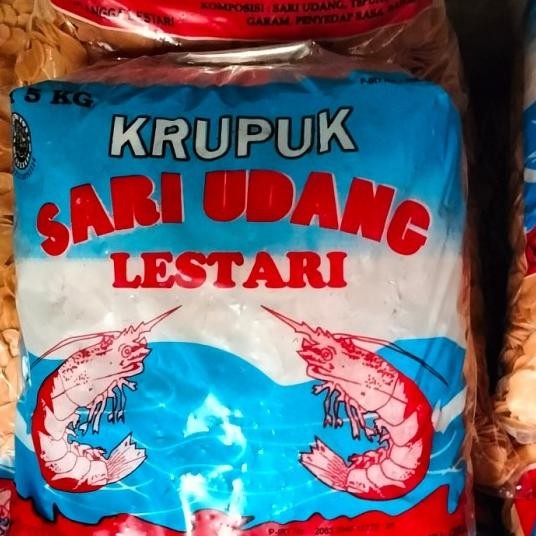 KOMPOSISI : SARI UDANG,
GARAM, PENYEDAP RASA,
5 KG
KRUPUK
SARI UDANG
LESTARI